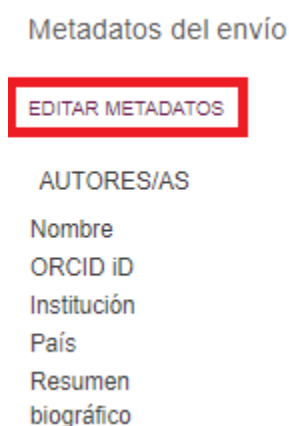 Metadatos del envío
EDITAR METADATOS
AUTORES/AS
Nombre
ORCID iD
Institución
País
Resumen
biográfico